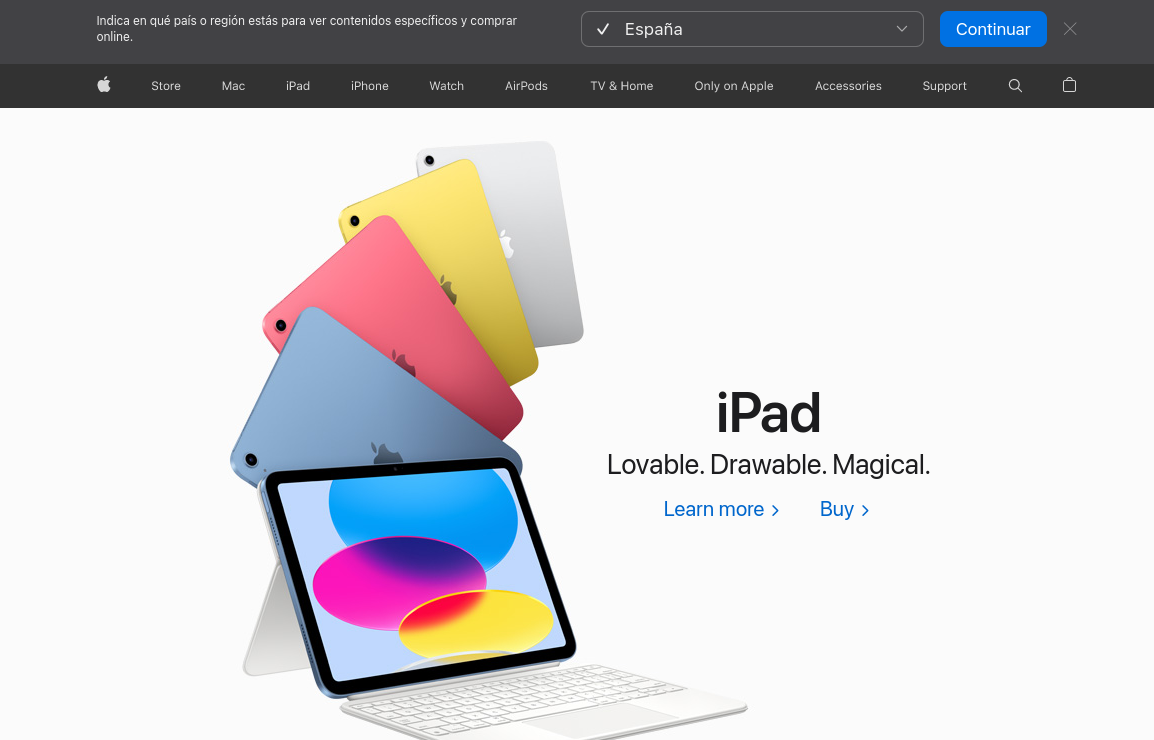 Indica en qué país o región estás para ver contenidos específicos y comprar
online.
España
Continuar
Store Mac iPad iPhone Watch AirPods TV & Home Only on Apple Accessories Support
iPad
Lovable. Drawable. Magical.
Learn more Buy